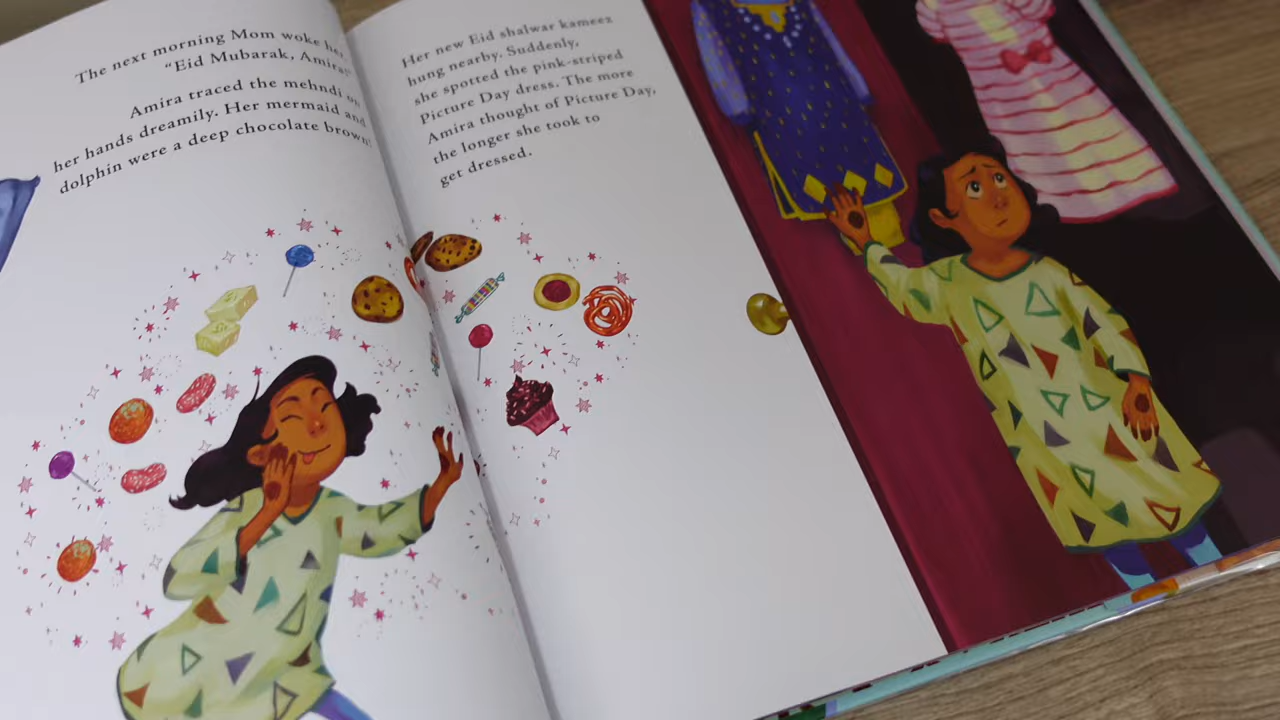 The next morning Mom woke her,
"Eid Mubarak, Amira!"
Amira traced the mehndi on
her hands dreamily. Her mermaid and
dolphin were a deep chocolate brown!
Her new Eid shalwar kameez
hung nearby. Suddenly,
she spotted the pink-striped
Picture Day dress. The more
Amira thought of Picture Day,
the longer she took to
get dressed.